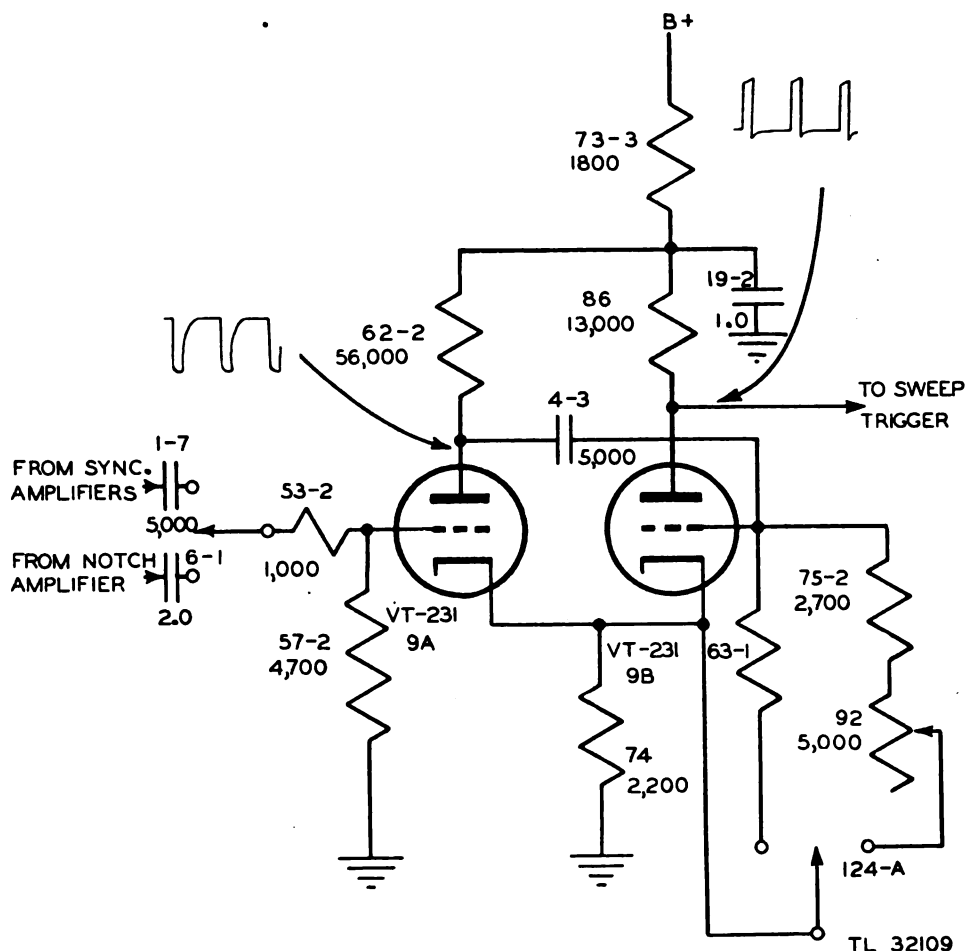 B+
73-3
1800
19-2
1.0
86
13,000
62-2
56,000
4-3
5,000
TO SWEEP
TRIGGER
1-7
FROM SYNC.
AMPLIFIERS
5,000
53-2
1,000
FROM NOTCH
AMPLIFIER
6-1
2.0
57-2
4,700
VT-231
9A
VT-231
9B
63-1
75-2
2,700
92
5,000
74
2,200
124-A
TL 32109